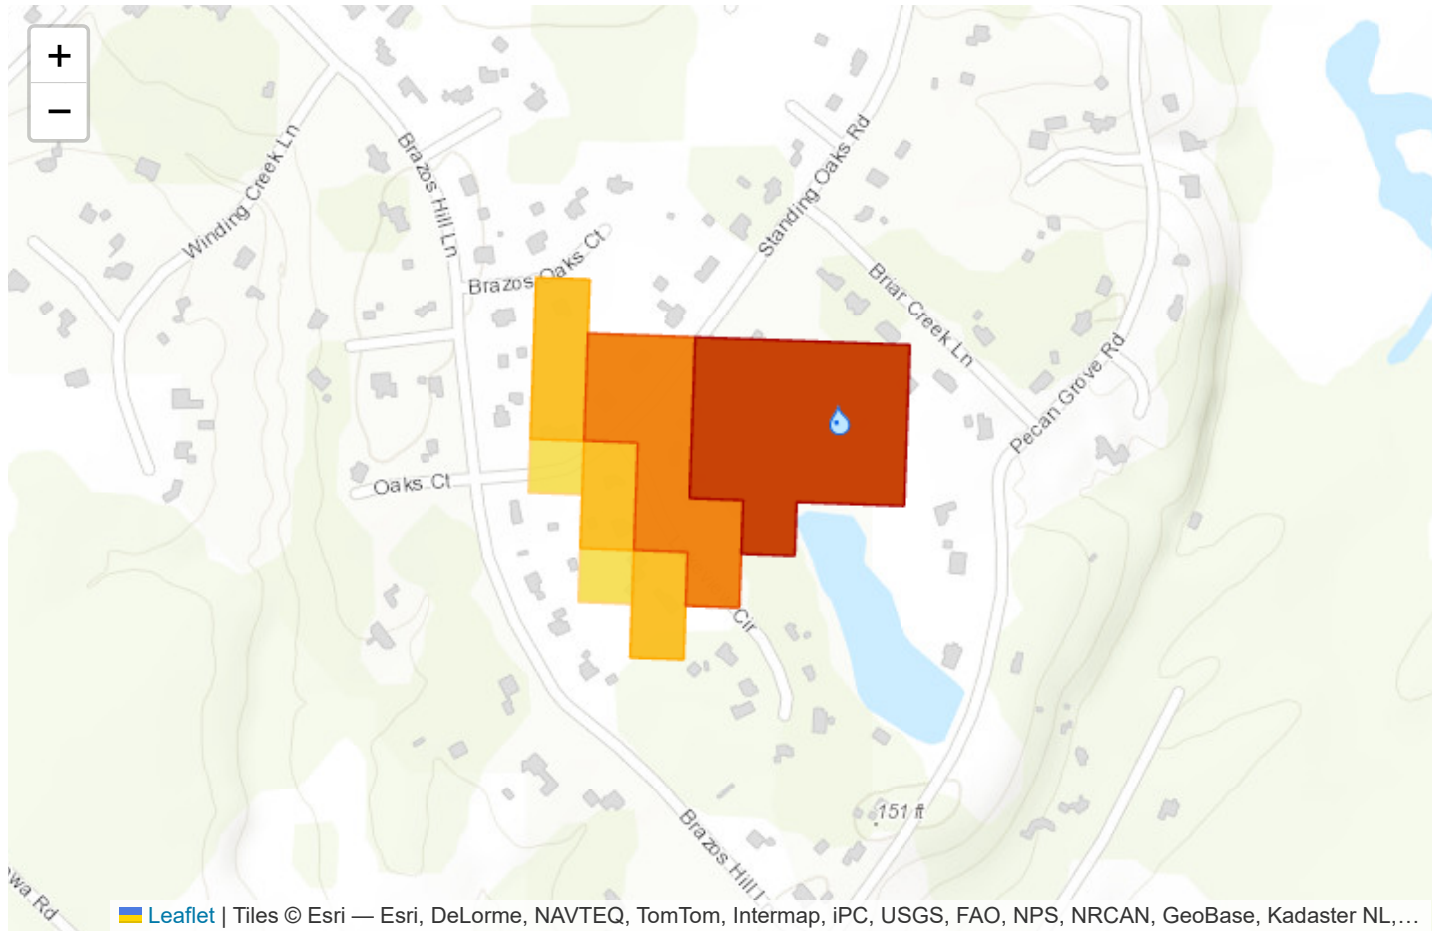 +
−
Winding Creek Ln
Brazos Hill Ln
Standing Oaks Rd
Brazos Oaks Ct
Briar Creek Ln
Pecan Grove Rd
Oaks Ct
Cir
151 ft
Brazos Hill L
wa Rd
Leaflet | Tiles © Esri — Esri, DeLorme, NAVTEQ, TomTom, Intermap, iPC, USGS, FAO, NPS, NRCAN, GeoBase, Kadaster NL,…